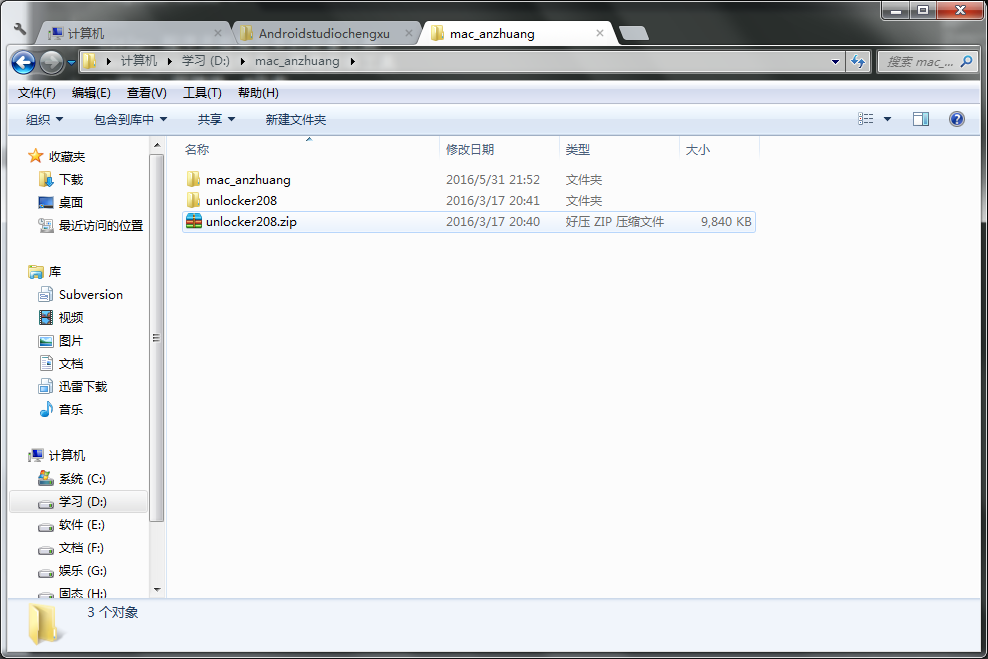 计算机
Androidstudiochengxu
mac_anzhuang
计算机 学习 (D:) mac_anzhuang
搜索 mac_...
文件(F) 编辑(E) 查看(V) 工具(T) 帮助(H)
组织 包含到库中 共享 新建文件夹
名称 修改日期 类型 大小
mac_anzhuang 2016/5/31 21:52 文件夹
unlocker208 2016/3/17 20:41 文件夹
unlocker208.zip 2016/3/17 20:40 好压 ZIP 压缩文件 9,840 KB
收藏夹
下载
桌面
最近访问的位置
库
Subversion
视频
图片
文档
迅雷下载
音乐
计算机
系统 (C:)
学习 (D:)
软件 (E:)
文档 (F:)
娱乐 (G:)
固态 (H:)
3 个对象